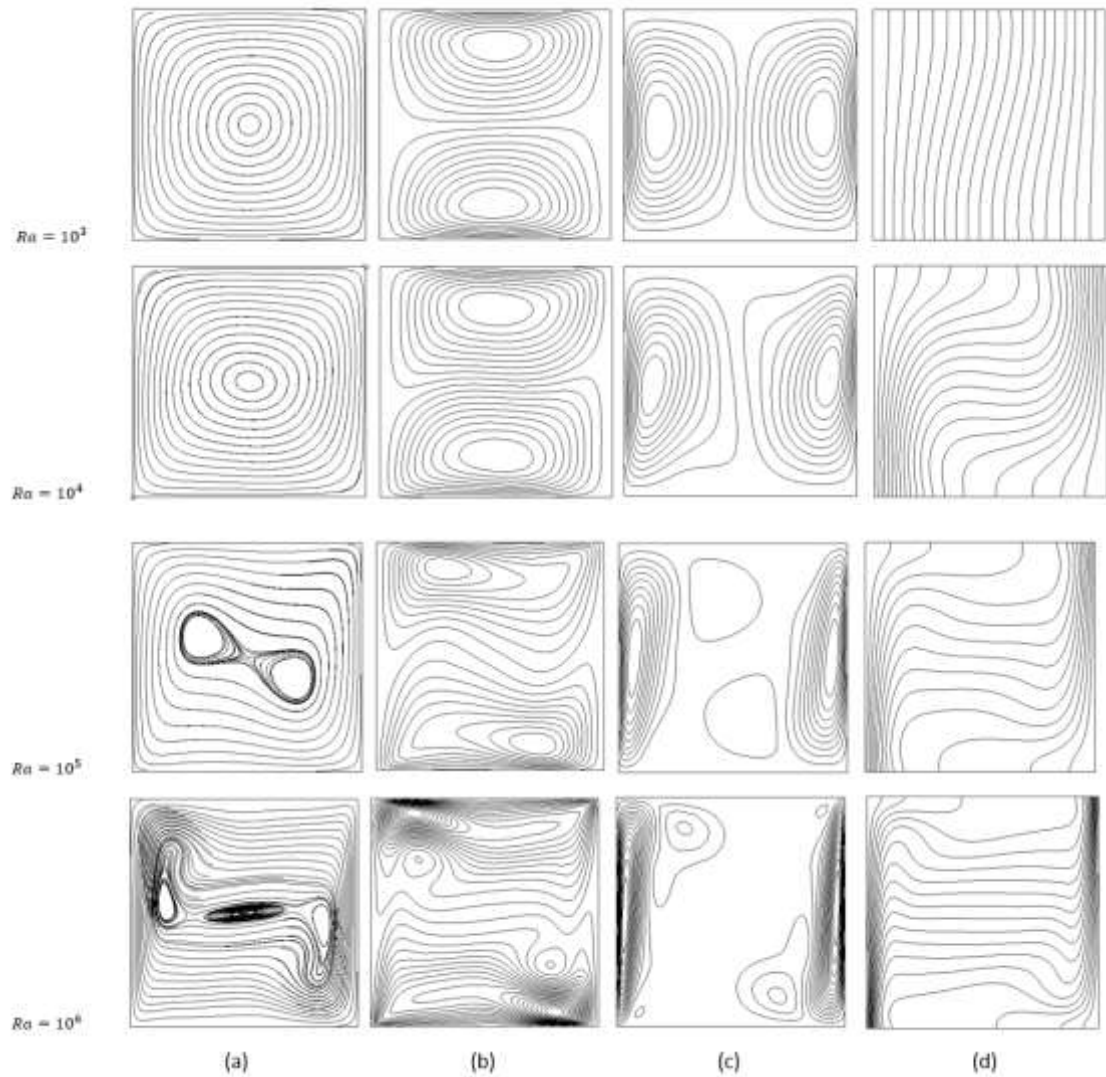 Ra = 10³
Ra = 10⁴
Ra = 10⁵
Ra = 10⁶
(a) (b) (c) (d)